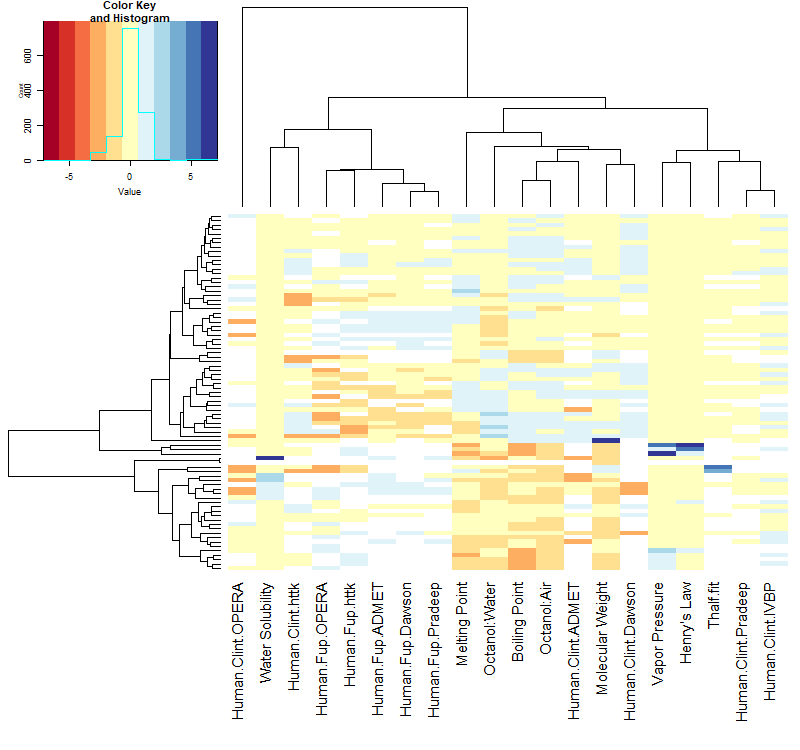 Color Key
and Histogram
Count
0 200 400 600
-5 0 5
Value
Human.Clint.OPERA
Water Solubility
Human.Clint.httk
Human.Fup.OPERA
Human.Fup.httk
Human.Fup.ADMET
Human.Fup.Dawson
Human.Fup.Pradeep
Melting Point
Octanol:Water
Boiling Point
Octanol:Air
Human.Clint.ADMET
Molecular Weight
Human.Clint.Dawson
Vapor Pressure
Henry's Law
Thalf.fit
Human.Clint.Pradeep
Human.Clint.IVBP